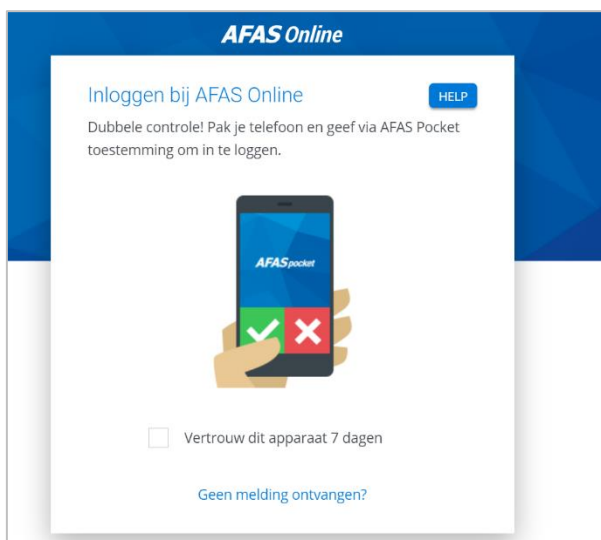 AFAS Online
Inloggen bij AFAS Online
HELP
Dubbele controle! Pak je telefoon en geef via AFAS Pocket
toestemming om in te loggen.
AFAS pocket
Vertrouw dit apparaat 7 dagen
Geen melding ontvangen?